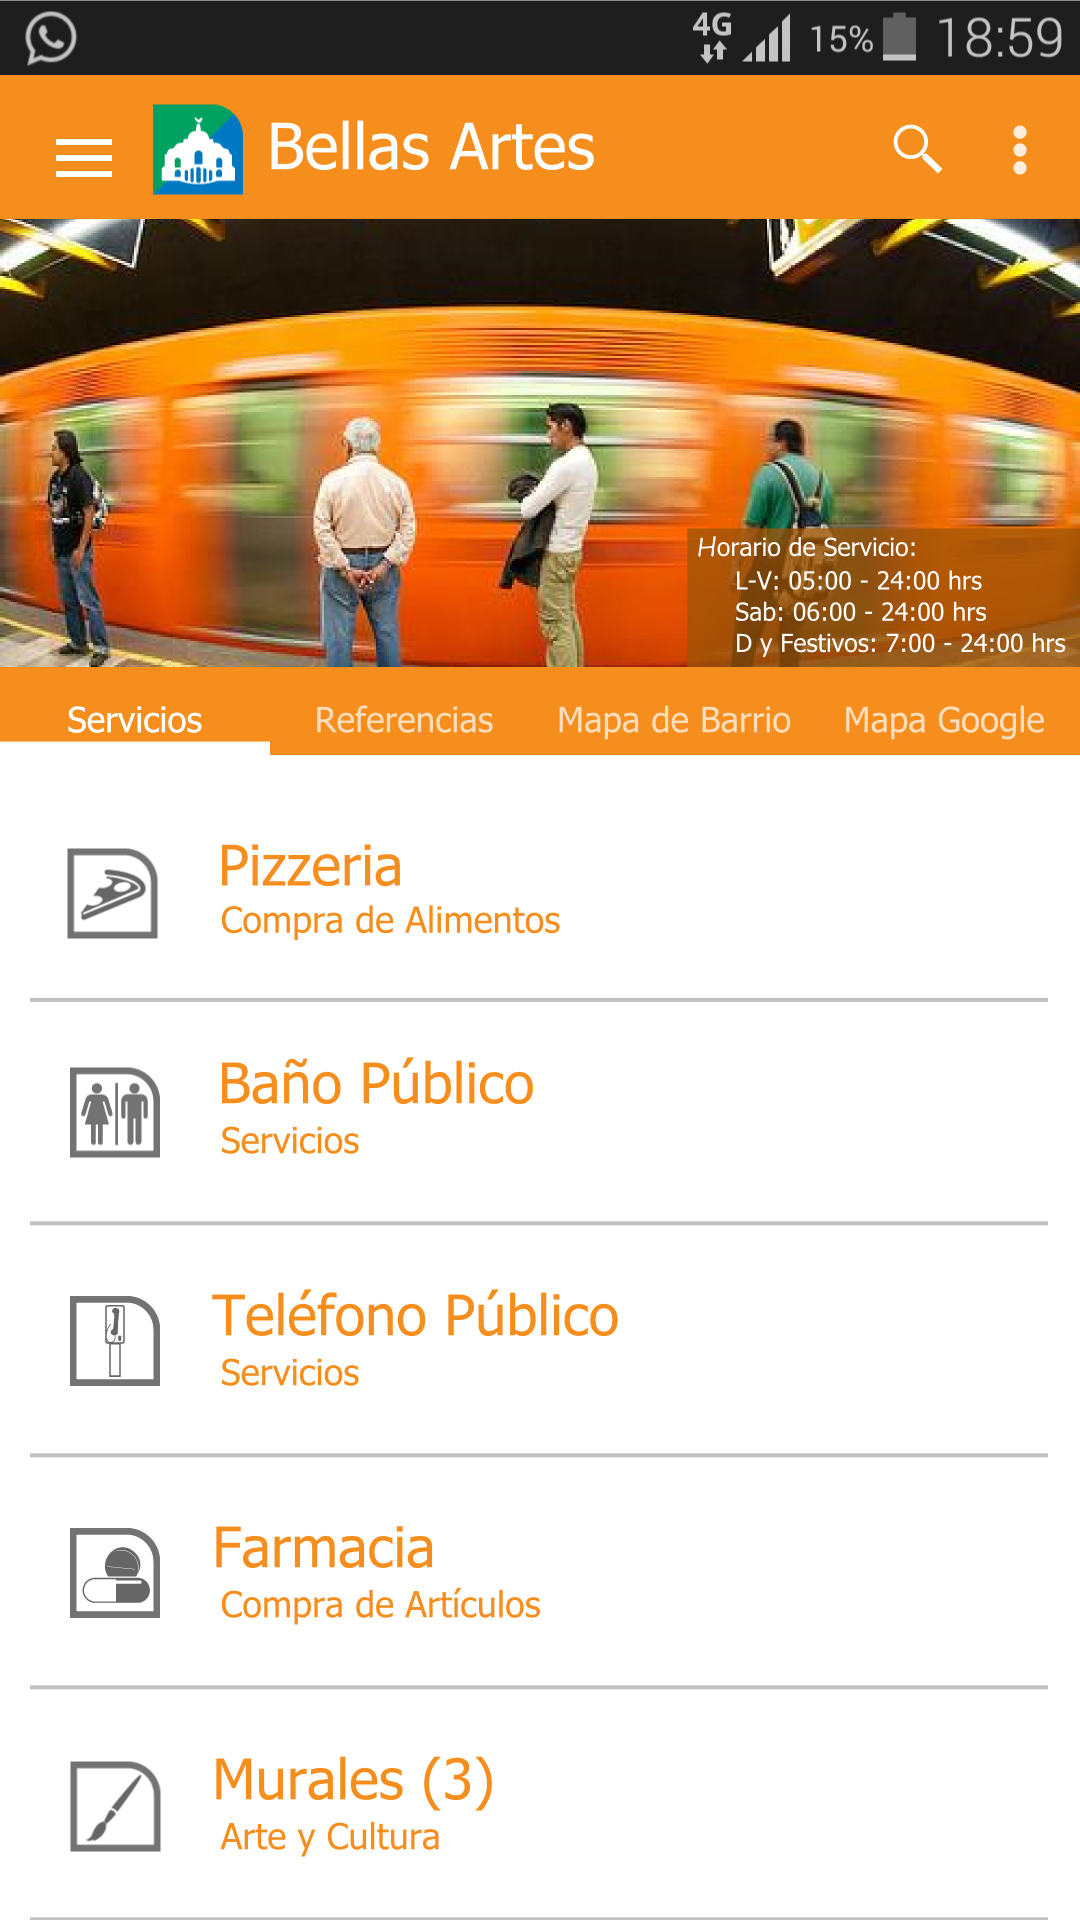 4G 15% 18:59
Bellas Artes
Horario de Servicio:
L-V: 05:00 - 24:00 hrs
Sab: 06:00 - 24:00 hrs
D y Festivos: 7:00 - 24:00 hrs
Servicios Referencias Mapa de Barrio Mapa Google
Pizzeria
Compra de Alimentos
Baño Público
Servicios
Teléfono Público
Servicios
Farmacia
Compra de Artículos
Murales (3)
Arte y Cultura